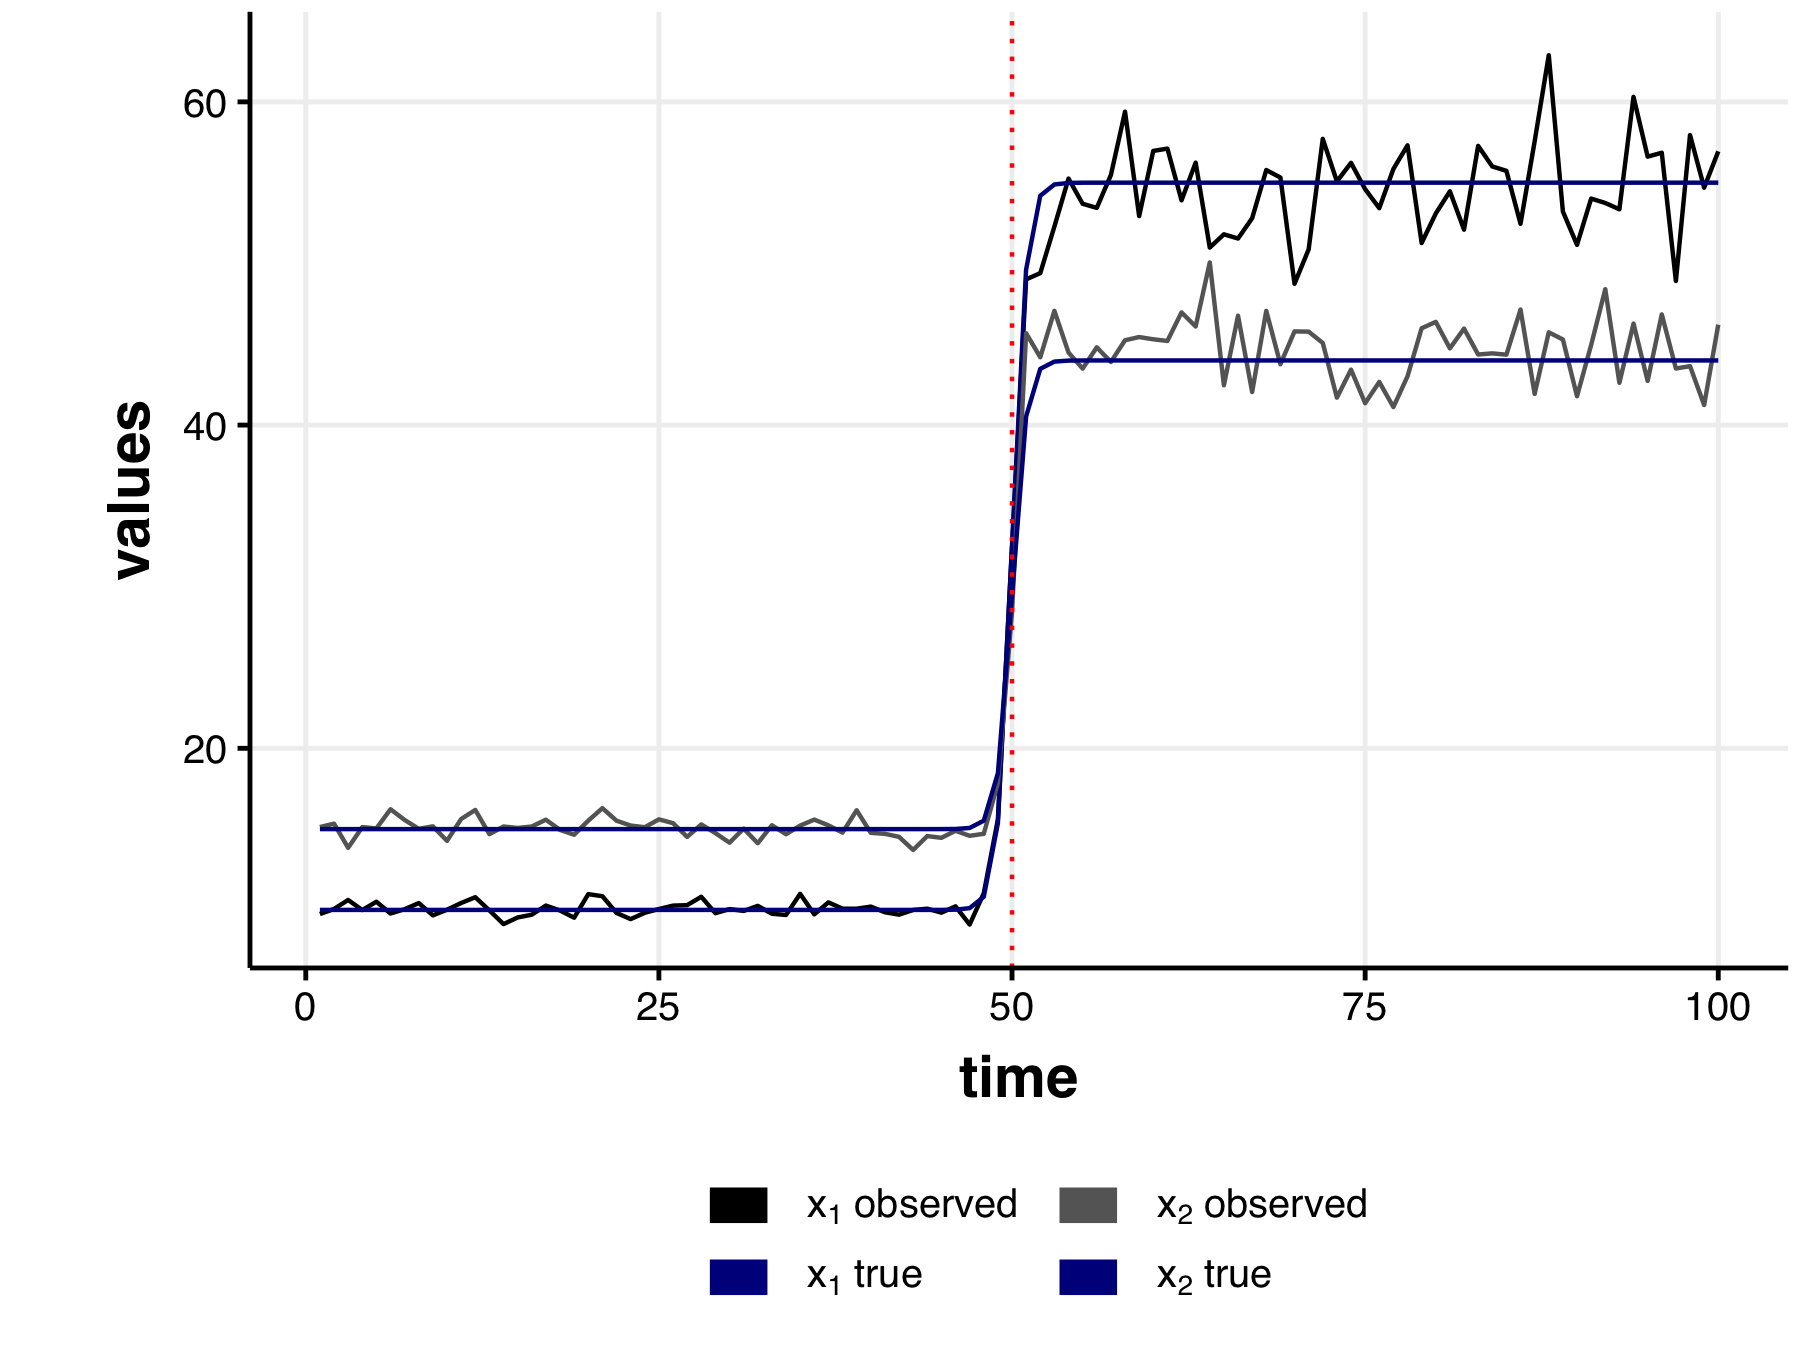 60
40
20
values
0 25 50 75 100
time
x₁ observed x₂ observed
x₁ true x₂ true